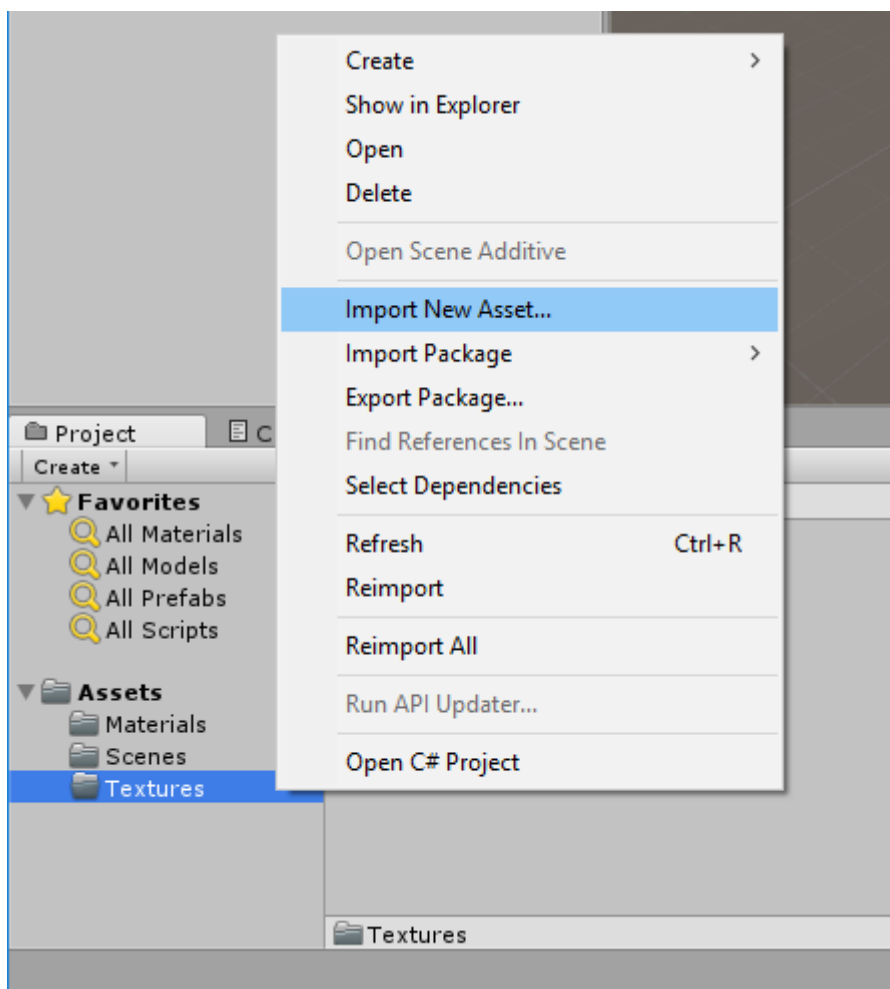 Create
Show in Explorer
Open
Delete
Open Scene Additive
Import New Asset...
Import Package
Export Package...
Find References In Scene
Select Dependencies
Refresh Ctrl+R
Reimport
Reimport All
Run API Updater...
Open C# Project
Project C
Create
Favorites
All Materials
All Models
All Prefabs
All Scripts
Assets
Materials
Scenes
Textures
Textures